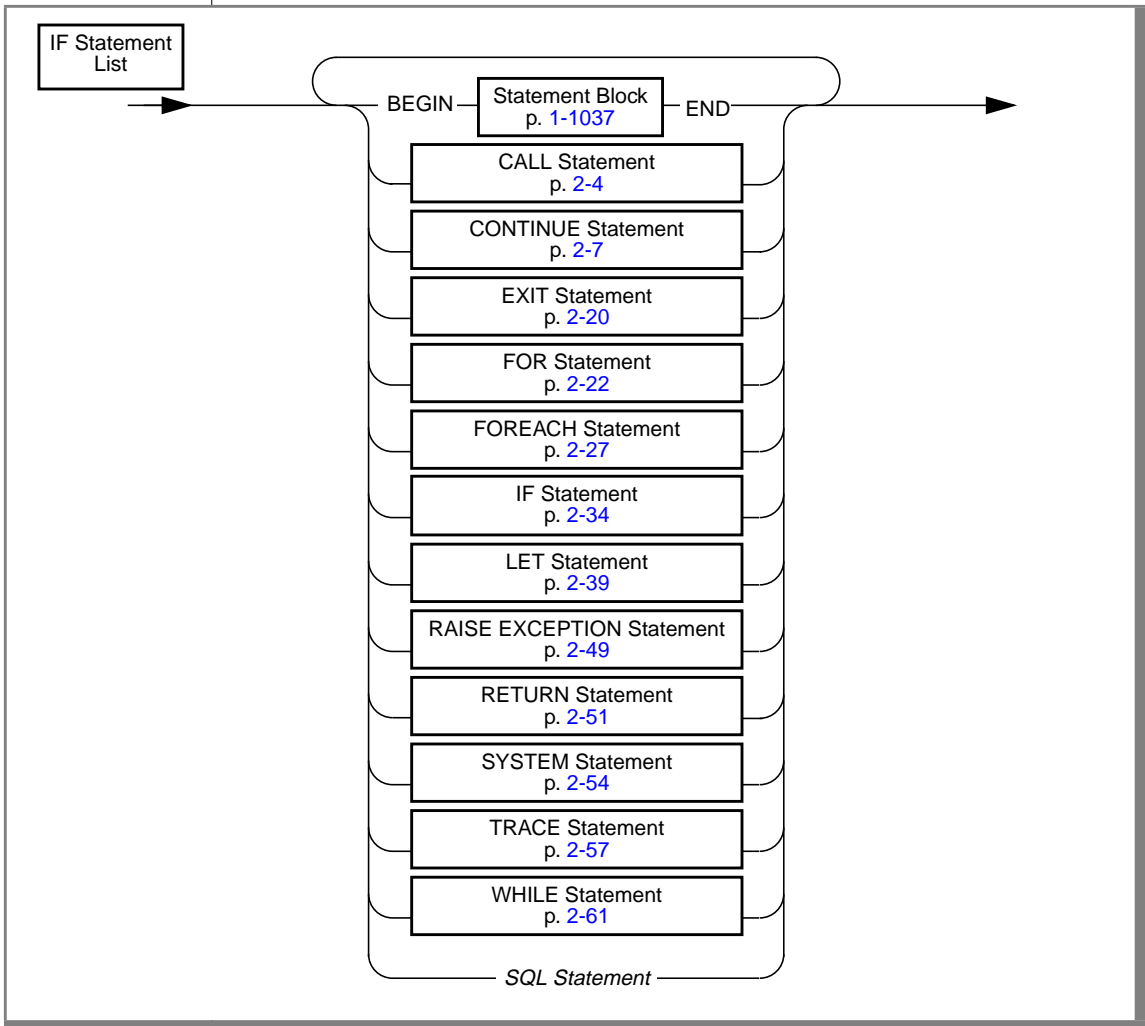 IF Statement
List
BEGIN
Statement Block
p. 1-1037
END
CALL Statement
p. 2-4
CONTINUE Statement
p. 2-7
EXIT Statement
p. 2-20
FOR Statement
p. 2-22
FOREACH Statement
p. 2-27
IF Statement
p. 2-34
LET Statement
p. 2-39
RAISE EXCEPTION Statement
p. 2-49
RETURN Statement
p. 2-51
SYSTEM Statement
p. 2-54
TRACE Statement
p. 2-57
WHILE Statement
p. 2-61
SQL Statement